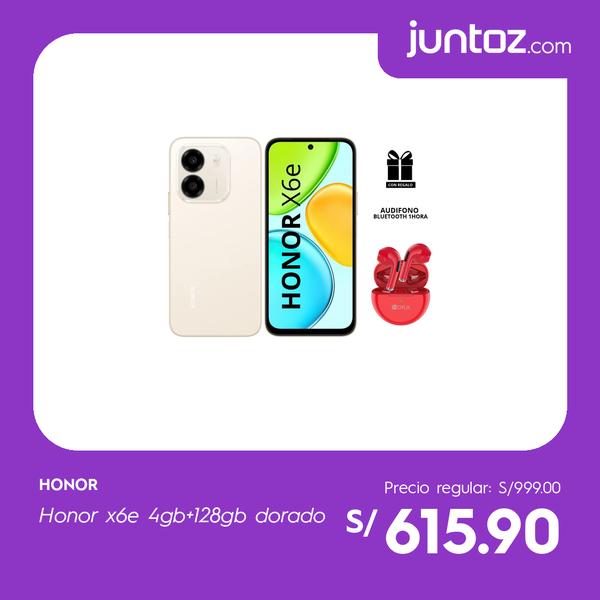 juntoz.com
HONOR X6e
CON REGALO
AUDIFONO
BLUETOOTH 1HORA
HONOR
Precio regular: S/999.00
Honor x6e 4gb+128gb dorado
S/ 615.90